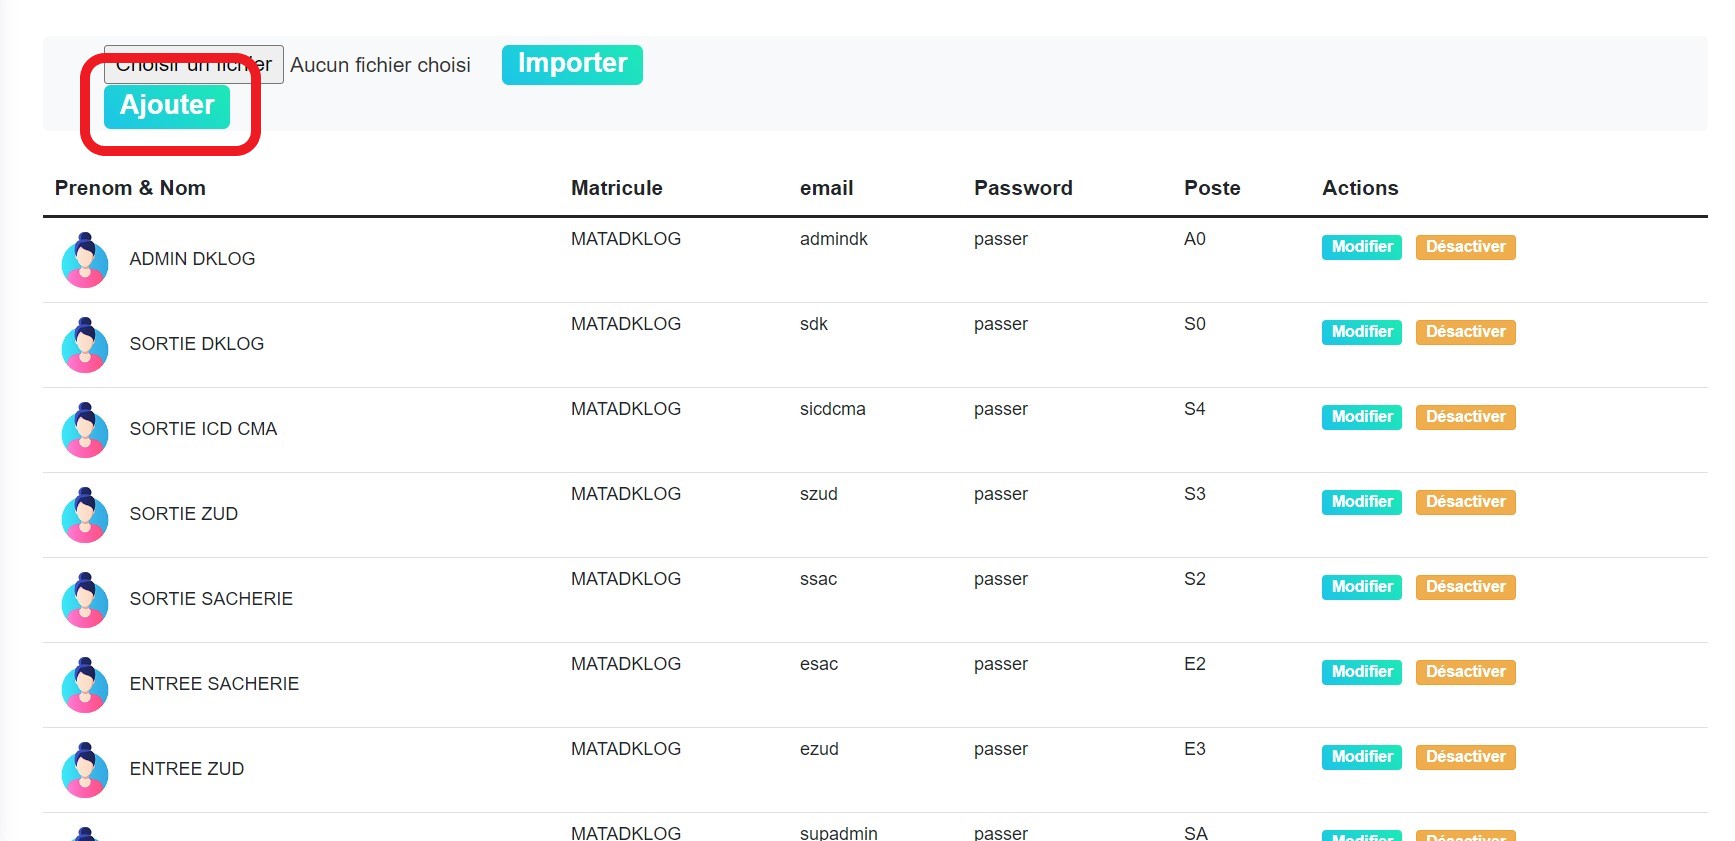 Choisir un fichier Aucun fichier choisi Importer
Ajouter
Prenom & Nom Matricule email Password Poste Actions
ADMIN DKLOG MATADKLOG admindk passer A0 Modifier Désactiver
SORTIE DKLOG MATADKLOG sdk passer S0 Modifier Désactiver
SORTIE ICD CMA MATADKLOG sicdcma passer S4 Modifier Désactiver
SORTIE ZUD MATADKLOG szud passer S3 Modifier Désactiver
SORTIE SACHERIE MATADKLOG ssac passer S2 Modifier Désactiver
ENTREE SACHERIE MATADKLOG esac passer E2 Modifier Désactiver
ENTREE ZUD MATADKLOG ezud passer E3 Modifier Désactiver
MATADKLOG supadmin passer SA Modifier Désactiver